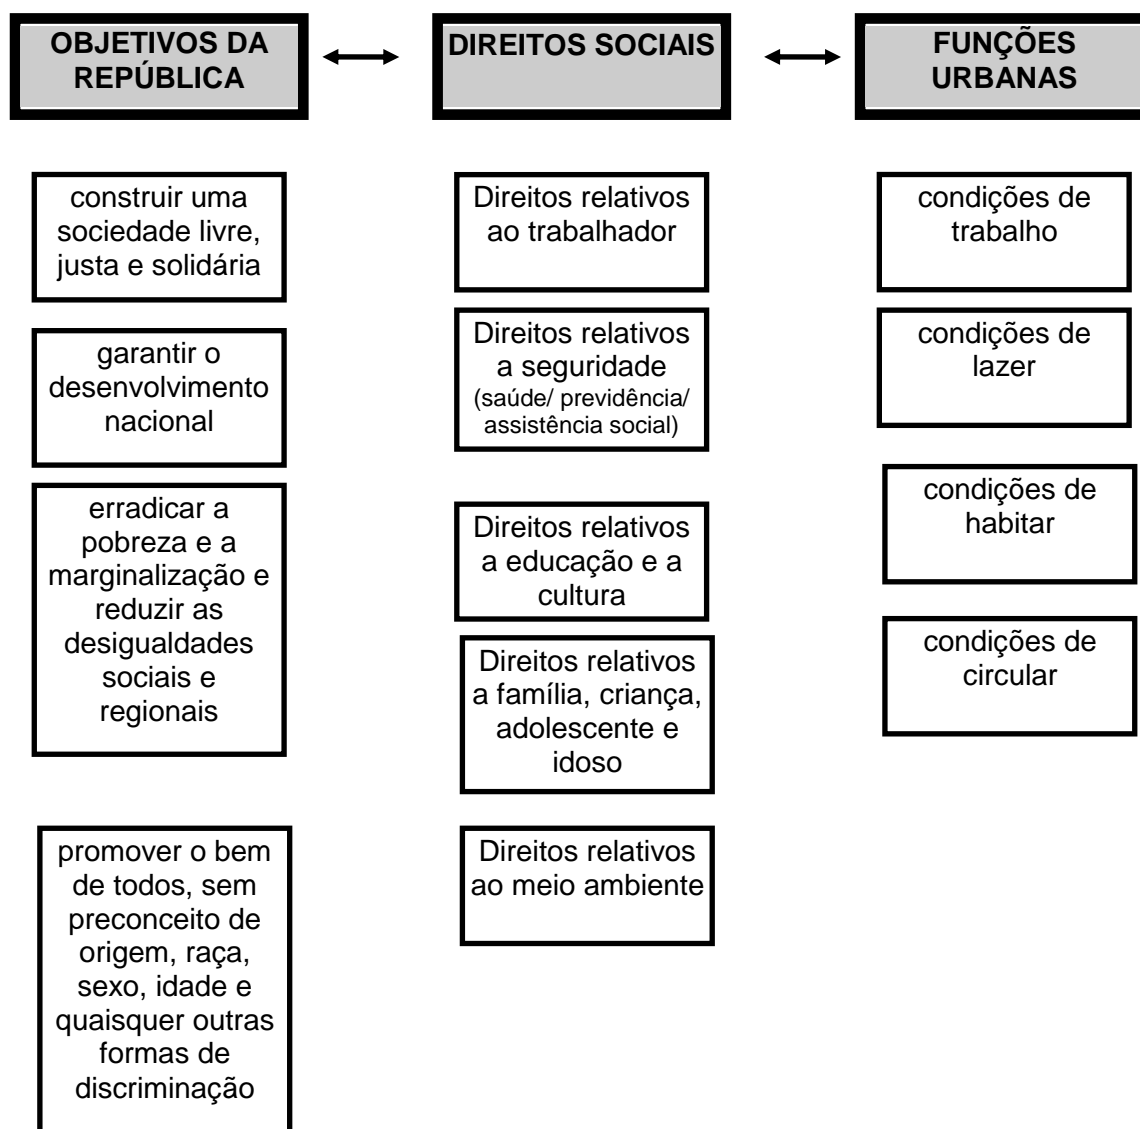 OBJETIVOS DA
REPÚBLICA
DIREITOS SOCIAIS
FUNÇÕES
URBANAS
construir uma
sociedade livre,
justa e solidária
garantir o
desenvolvimento
nacional
erradicar a
pobreza e a
marginalização e
reduzir as
desigualdades
sociais e
regionais
promover o bem
de todos, sem
preconceito de
origem, raça,
sexo, idade e
quaisquer outras
formas de
discriminação
Direitos relativos
ao trabalhador
Direitos relativos
a seguridade
(saúde/ previdência/
assistência social)
Direitos relativos
a educação e a
cultura
Direitos relativos
a família, criança,
adolescente e
idoso
Direitos relativos
ao meio ambiente
condições de
trabalho
condições de
lazer
condições de
habitar
condições de
circular